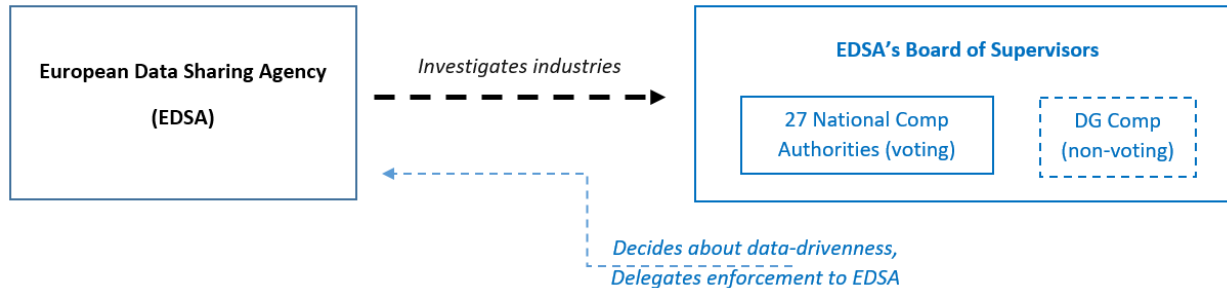 European Data Sharing Agency
(EDSA)
Investigates industries
EDSA’s Board of Supervisors
27 National Comp
Authorities (voting)
DG Comp
(non-voting)
Decides about data-drivenness,
Delegates enforcement to EDSA